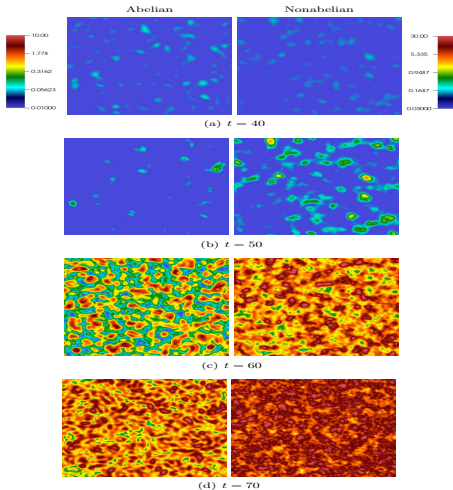 Abelian Nonabelian
10.00
1.778
0.3162
0.05623
0.01000
30.00
5.335
0.9487
0.1687
0.03000
(a) t = 40
(b) t = 50
(c) t = 60
(d) t = 70